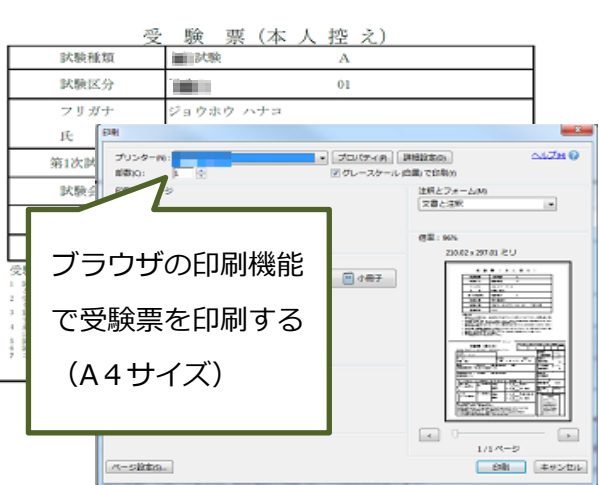 受 験 票（本 人 控 え）
試験種類 試験 A
試験区分 01
フリガナ ジョウホウ ハナコ
氏
第1次試
試験会
印刷
プリンター(N): プロパティ(P) 詳細設定(D) ヘルプ(H)
部数(C): 1 グレースケール (白黒) で印刷(Y)
注釈とフォーム(M)
文書と注釈
倍率 : 96%
210.02 x 297.01 ミリ
小冊子
ブラウザの印刷機能
で受験票を印刷する
（A４サイズ）
1/1 ページ
ページ設定(S)... 印刷 キャンセル